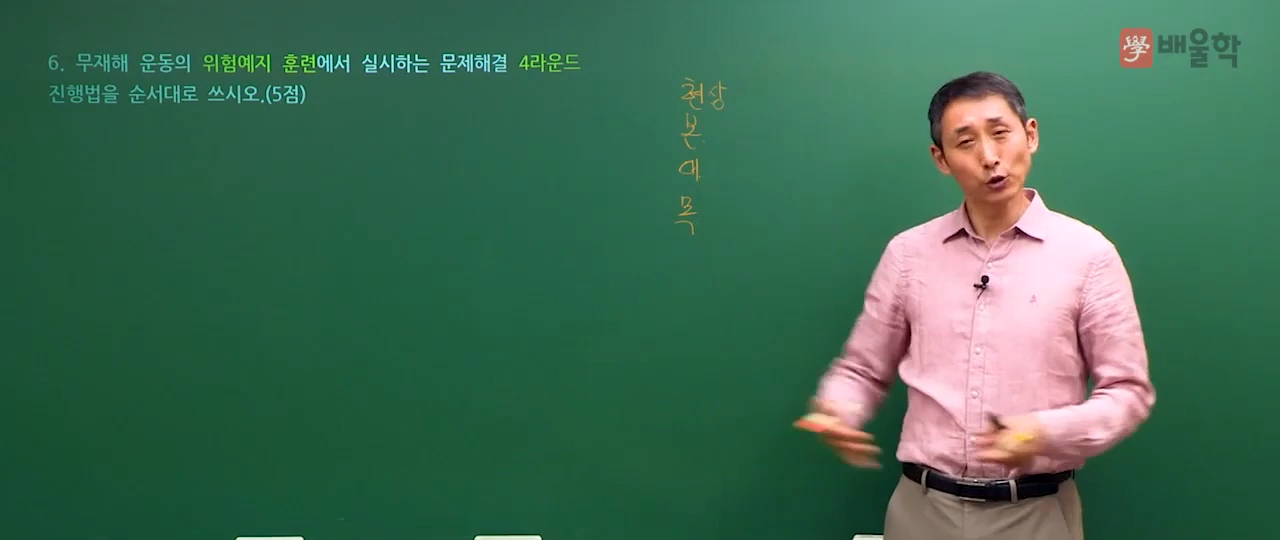 6. 무재해 운동의 위험예지 훈련에서 실시하는 문제해결 4라운드
진행법을 순서대로 쓰시오.(5점)
學 배울학
현상
본
대
목